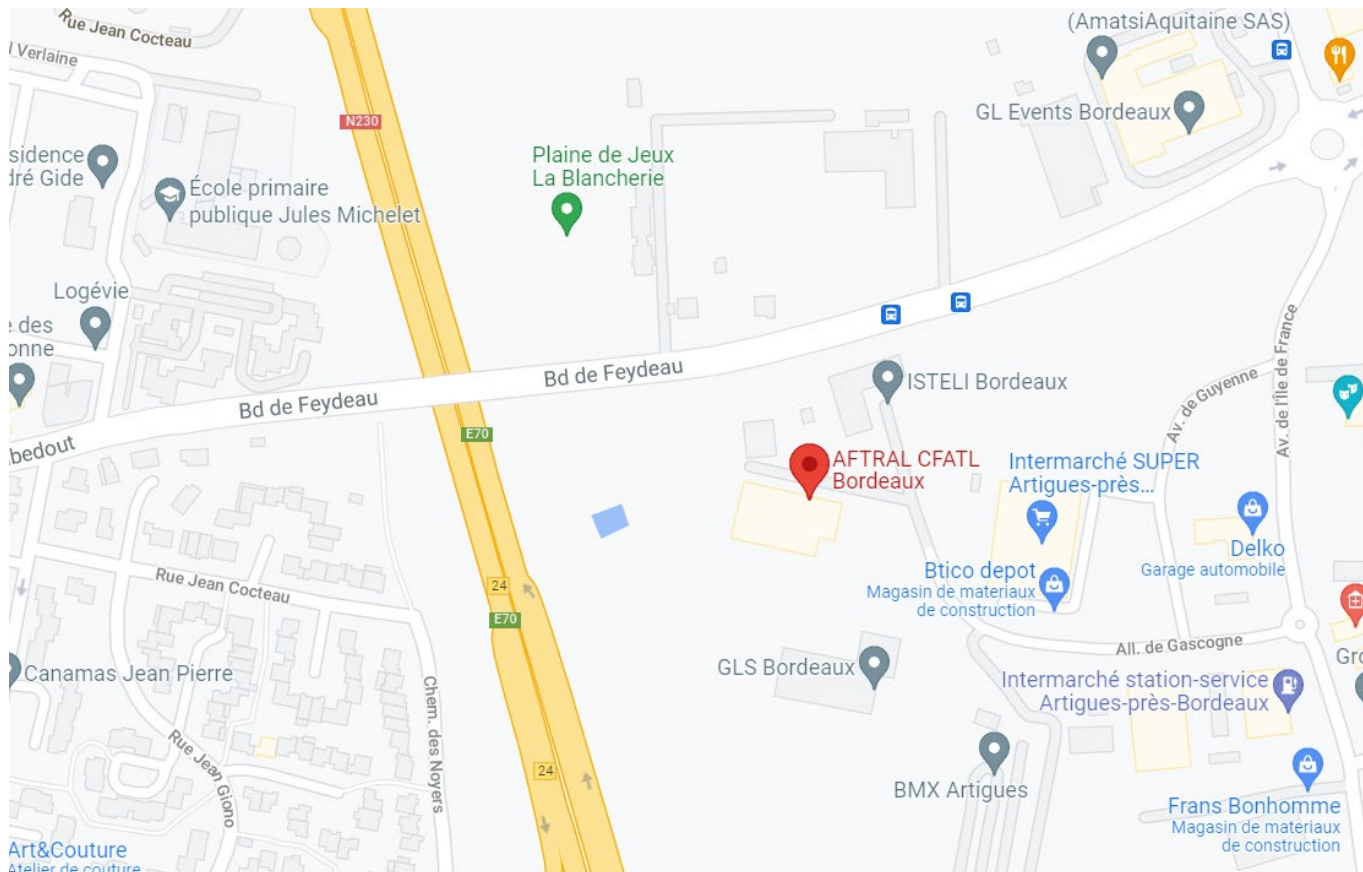 Rue Jean Cocteau
(AmatsiAquitaine SAS)
Verlaine
GL Events Bordeaux
N230
Plaine de Jeux
La Blancherie
sidence
dré Gide
École primaire
publique Jules Michelet
Logévie
e des
onne
Bd de Feydeau
Bd de Feydeau
ISTELI Bordeaux
Av. de Guyenne
Av. de l'Île de France
bedout
E70
AFTRAL CFATL
Bordeaux
Intermarché SUPER
Artigues-près...
Delko
Garage automobile
Btico depot
Magasin de materiaux
de construction
Rue Jean Cocteau
24
E70
All. de Gascogne
Canamas Jean Pierre
GLS Bordeaux
Gro
Intermarché station-service
Artigues-près-Bordeaux
Chem. des Noyers
Rue Jean Giono
24
BMX Artigues
Frans Bonhomme
Magasin de materiaux
de construction
Art&Couture
Atelier de couture